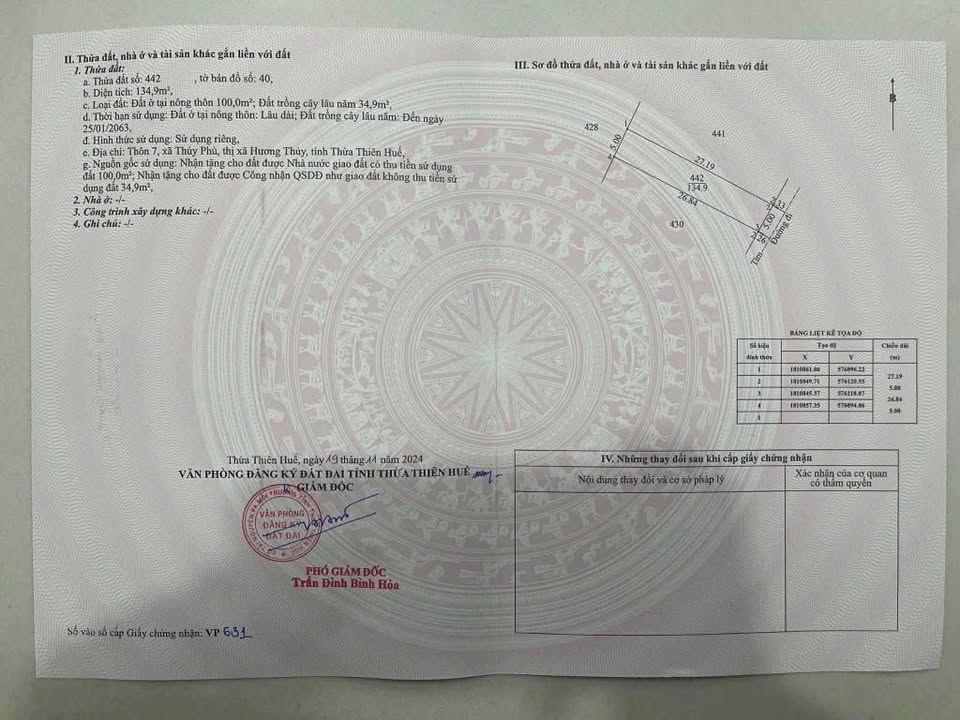 II. Thửa đất, nhà ở và tài sản khác gắn liền với đất
1. Thửa đất:
a. Thửa đất số: 442 , tờ bản đồ số: 40,
b. Diện tích: 134,9m²,
c. Loại đất: Đất ở tại nông thôn 100,0m²; Đất trồng cây lâu năm 34,9m²,
d. Thời hạn sử dụng: Đất ở tại nông thôn: Lâu dài; Đất trồng cây lâu năm: Đến ngày
25/01/2063,
đ. Hình thức sử dụng: Sử dụng riêng,
e. Địa chỉ: Thôn 7, xã Thủy Phù, thị xã Hương Thủy, tỉnh Thừa Thiên Huế,
g. Nguồn gốc sử dụng: Nhận tặng cho đất được Nhà nước giao đất có thu tiền sử dụng
đất 100,0m²; Nhận tặng cho đất được Công nhận QSDĐ như giao đất không thu tiền sử
dụng đất 34,9m²,
2. Nhà ở: -/-
3. Công trình xây dựng khác: -/-
4. Ghi chú: -/-
Thừa Thiên Huế, ngày 19 tháng 11 năm 2024
VĂN PHÒNG ĐĂNG KÝ ĐẤT ĐAI TỈNH THỪA THIÊN HUẾ
GIÁM ĐỐC
VĂN PHÒNG
ĐĂNG KÝ
ĐẤT ĐAI
PHÓ GIÁM ĐỐC
Trần Đình Bình Hòa
Số vào sổ cấp Giấy chứng nhận: VP 631
III. Sơ đồ thửa đất, nhà ở và tài sản khác gắn liền với đất
B
428
441
1
5.00
27.19
442
134.9
26.84
430
5.00
Tim
Đường đi
BẢNG LIỆT KÊ TỌA ĐỘ
Số hiệu đỉnh thửa Tọa độ Chiều dài (m)
X Y
1 1810861.86 576096.22
27.19
2 1810849.71 576120.55
5.00
3 1810845.37 576118.07
26.84
4 1810857.35 576094.06
5.00
1
IV. Những thay đổi sau khi cấp giấy chứng nhận
Nội dung thay đổi và cơ sở pháp lý
Xác nhận của cơ quan
có thẩm quyền